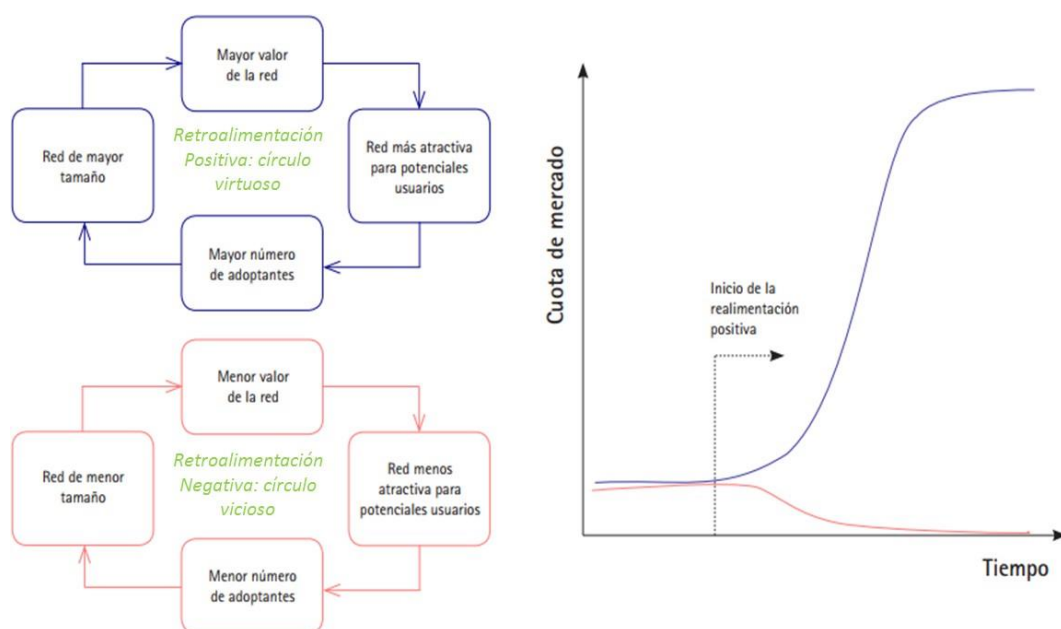 Mayor valor
de la red
Red de mayor
tamaño
Retroalimentación
Positiva: círculo
virtuoso
Red más atractiva
para potenciales
usuarios
Mayor número
de adoptantes
Menor valor
de la red
Red de menor
tamaño
Retroalimentación
Negativa: círculo
vicioso
Red menos
atractiva para
potenciales usuarios
Menor número
de adoptantes
Cuota de mercado
Inicio de la
realimentación
positiva
Tiempo